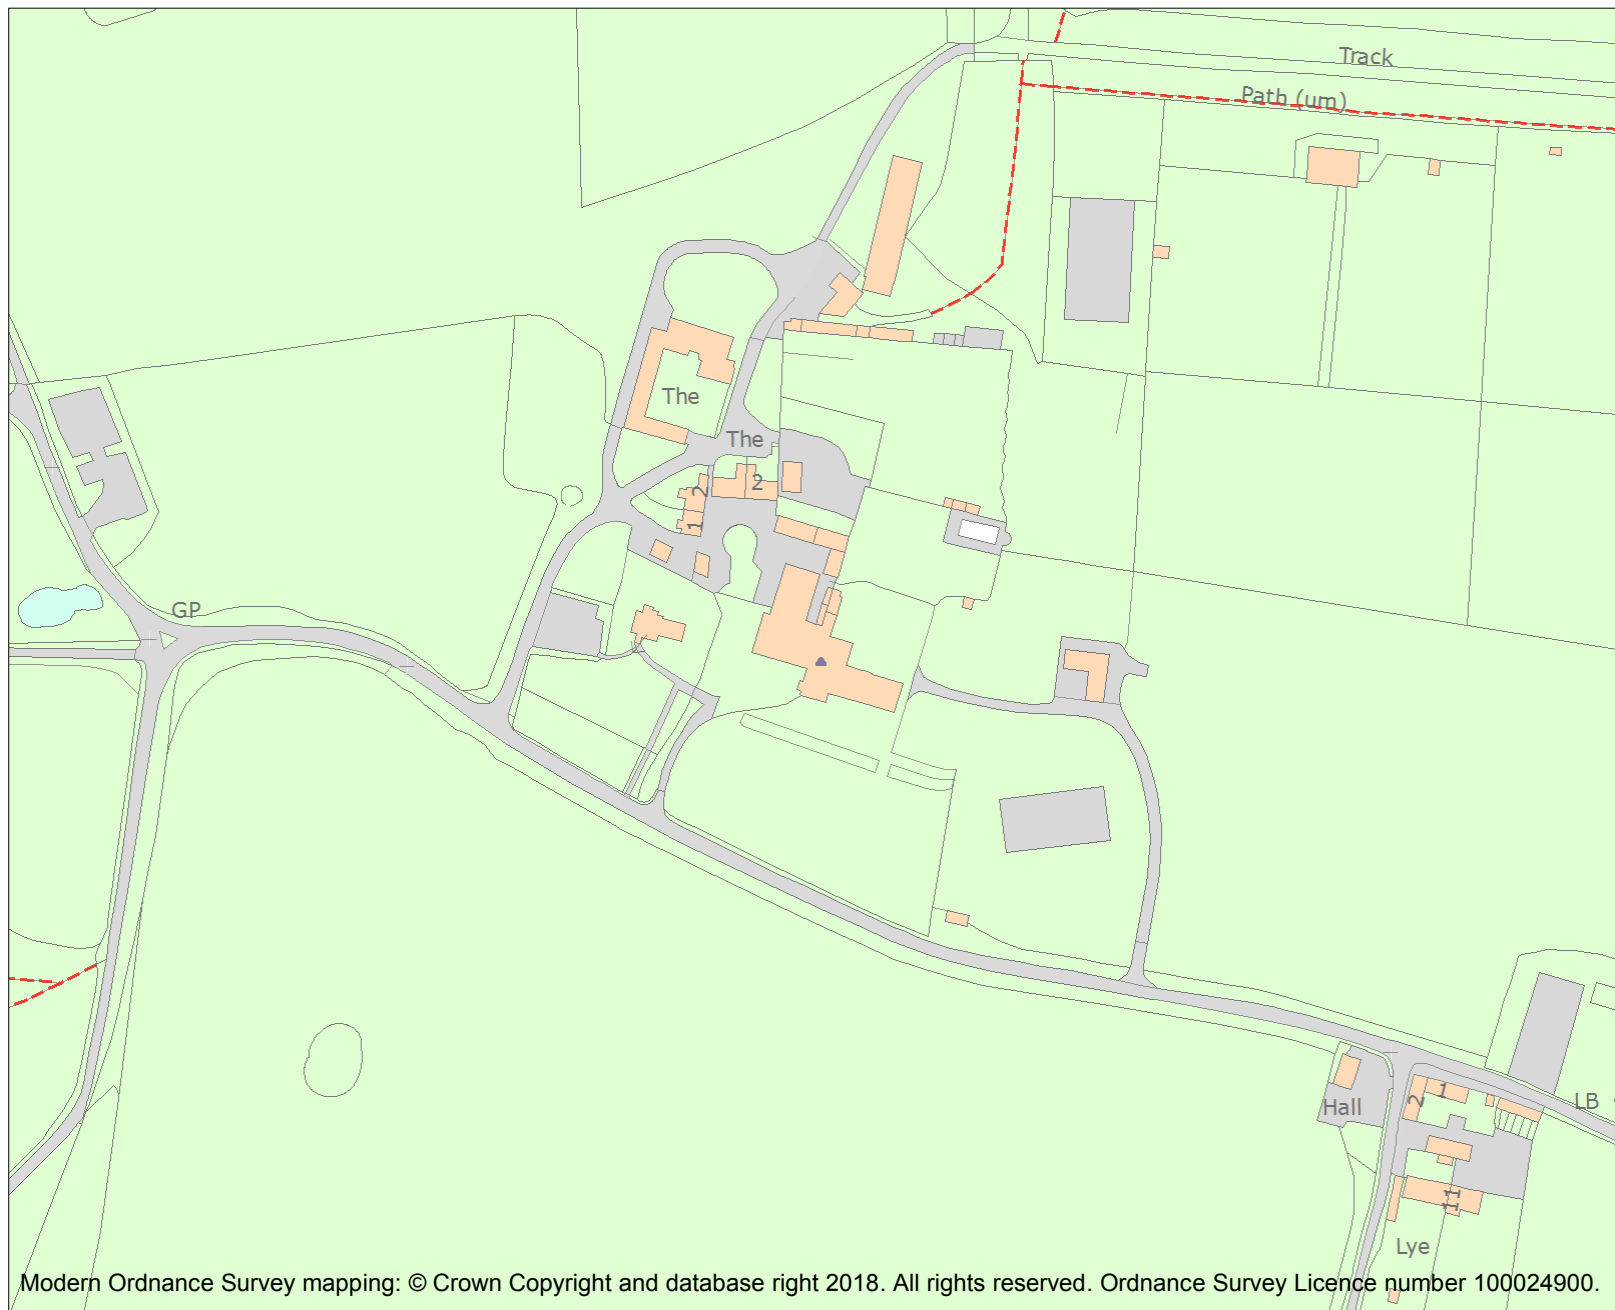 Track
Path (um)
The
The
2
2
1
GP
Hall
2
1
LB
11
Lye
Modern Ordnance Survey mapping: © Crown Copyright and database right 2018. All rights reserved. Ordnance Survey Licence number 100024900.